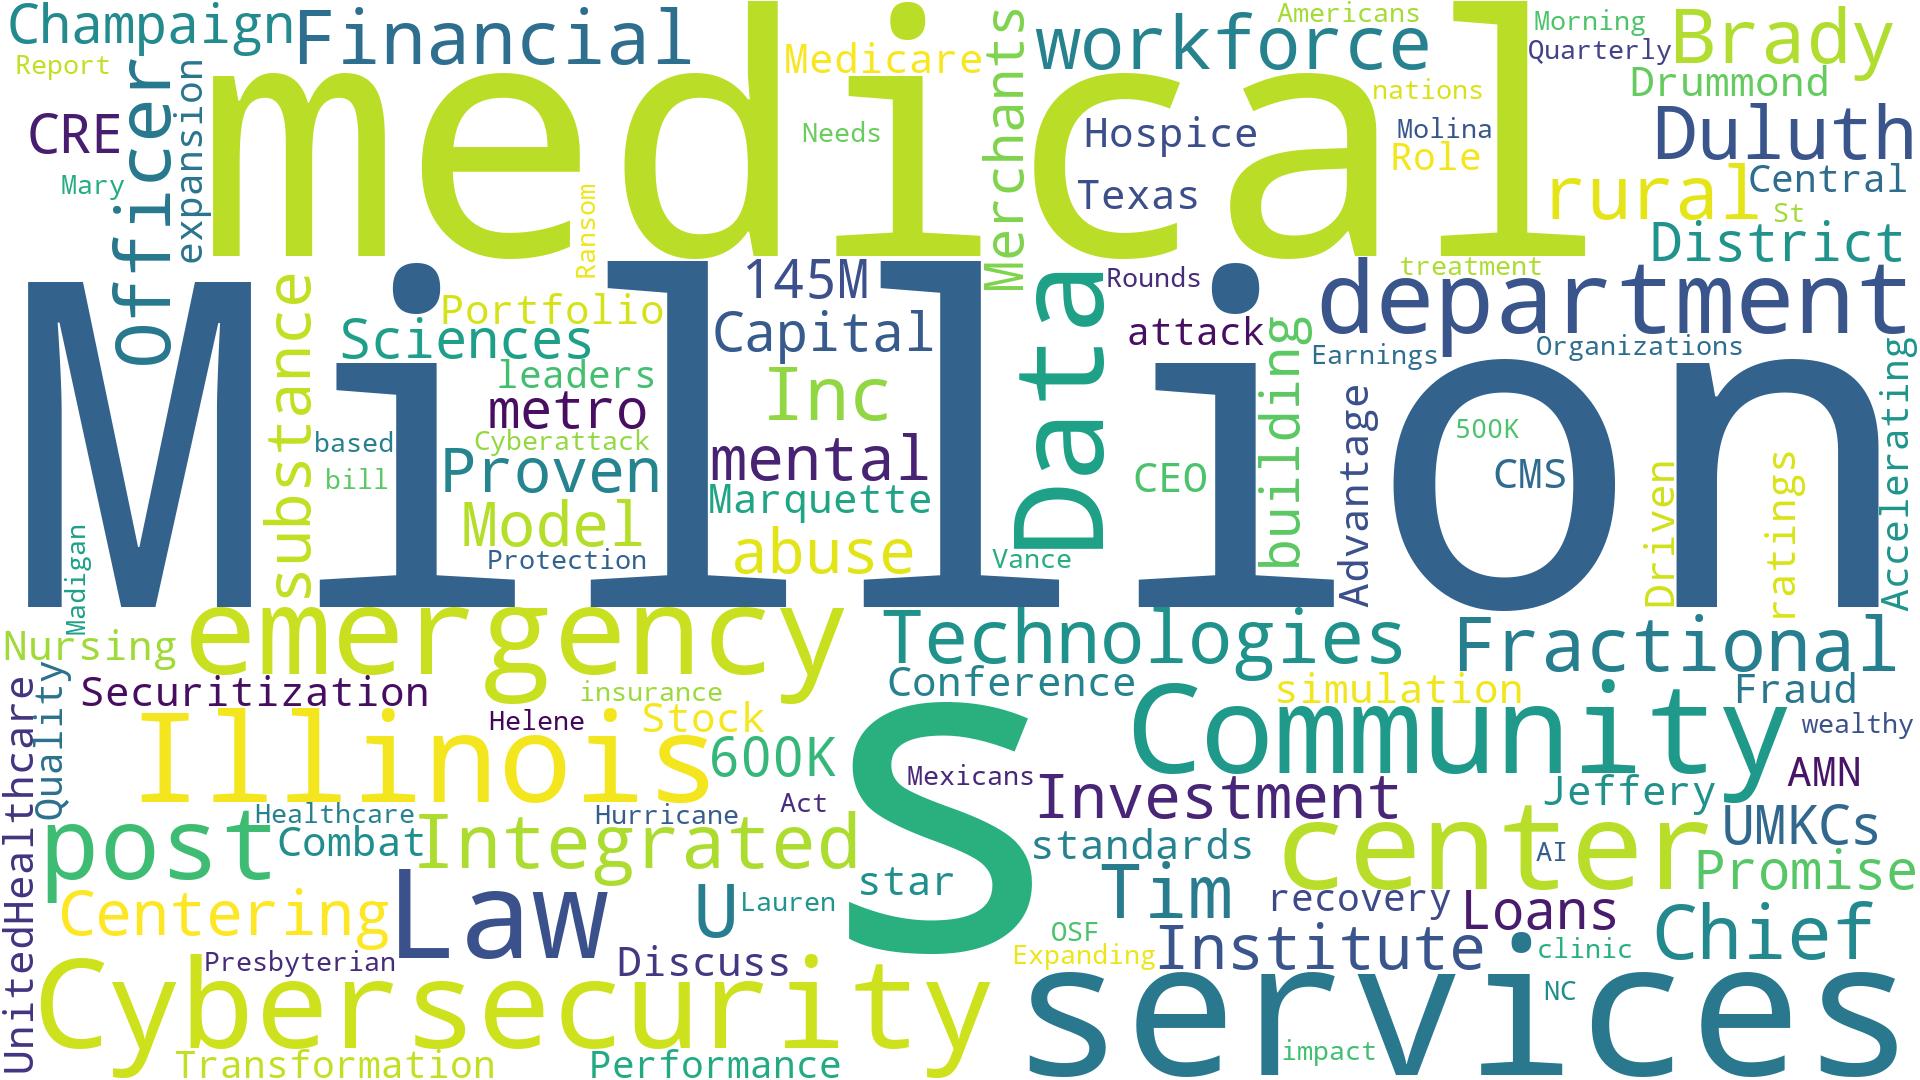 Champaign
Financial
medical
Medicare
Merchants
workforce
Americans
Morning
Quarterly
Brady
Report
Officer
expansion
CRE
Mary
Needs
Ransom
Hospice
Texas
nations
Molina
Role
Drummond
Duluth
rural
Central
St
District
Million
substance
Portfolio
Sciences
leaders
metro
based
Cyberattack
bill
Proven
Model
Protection
145M
Capital
Inc
mental
Marquette
abuse
Data
Rounds
attack
CEO
Vance
building
treatment
department
Earnings
Organizations
Advantage
500K
CMS
Driven
ratings
Accelerating
Madigan
Nursing
emergency
Technologies
Fractional
Quality
Securitization
insurance
Conference
simulation
Fraud
Community
wealthy
Illinois
Helene
Stock
600K
S
Mexicans
Investment
Jeffery
AMN
UnitedHealthcare
post
Healthcare
Combat
Integrated
Hurricane
Act
star
standards
center
AI
UMKCs
Promise
Centering
Law
U
Lauren
Tim
recovery
Loans
Chief
OSF
Expanding
Institute
clinic
Presbyterian
Discuss
Cybersecurity
services
NC
Transformation
Performance
impact